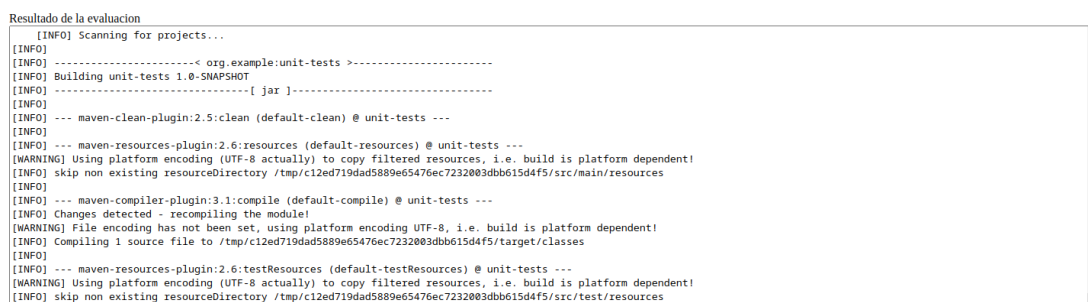 Resultado de la evaluacion
[INFO] Scanning for projects...
[INFO]
[INFO] -----------------------< org.example:unit-tests >-----------------------
[INFO] Building unit-tests 1.0-SNAPSHOT
[INFO] --------------------------------[ jar ]---------------------------------
[INFO]
[INFO] --- maven-clean-plugin:2.5:clean (default-clean) @ unit-tests ---
[INFO]
[INFO] --- maven-resources-plugin:2.6:resources (default-resources) @ unit-tests ---
[WARNING] Using platform encoding (UTF-8 actually) to copy filtered resources, i.e. build is platform dependent!
[INFO] skip non existing resourceDirectory /tmp/c12ed719dad5889e65476ec7232003dbb615d4f5/src/main/resources
[INFO]
[INFO] --- maven-compiler-plugin:3.1:compile (default-compile) @ unit-tests ---
[INFO] Changes detected - recompiling the module!
[WARNING] File encoding has not been set, using platform encoding UTF-8, i.e. build is platform dependent!
[INFO] Compiling 1 source file to /tmp/c12ed719dad5889e65476ec7232003dbb615d4f5/target/classes
[INFO]
[INFO] --- maven-resources-plugin:2.6:testResources (default-testResources) @ unit-tests ---
[WARNING] Using platform encoding (UTF-8 actually) to copy filtered resources, i.e. build is platform dependent!
[INFO] skip non existing resourceDirectory /tmp/c12ed719dad5889e65476ec7232003dbb615d4f5/src/test/resources